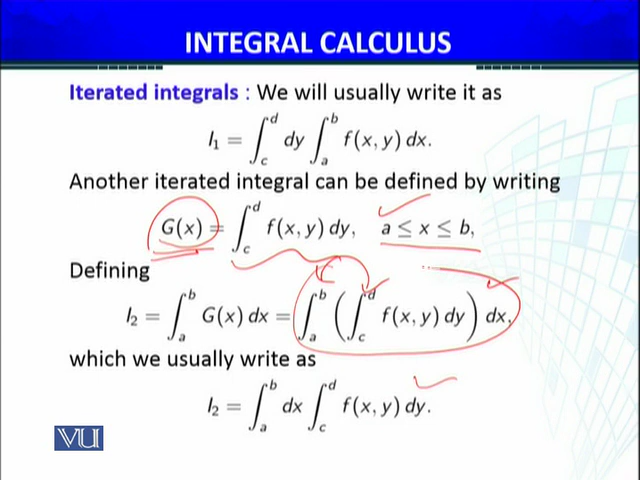 INTEGRAL CALCULUS
Iterated integrals : We will usually write it as
I₁ = ∫_c^d dy ∫_a^b f(x, y) dx.
Another iterated integral can be defined by writing
G(x) = ∫_c^d f(x, y) dy, a ≤ x ≤ b,
Defining
I₂ = ∫_a^b G(x) dx = ∫_a^b (∫_c^d f(x, y) dy) dx,
which we usually write as
I₂ = ∫_a^b dx ∫_c^d f(x, y) dy.
VU